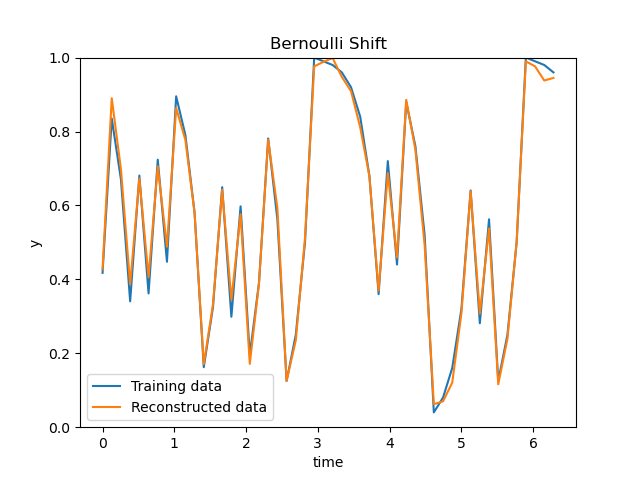 Bernoulli Shift
1.0
0.8
0.6
0.4
0.2
0.0
y
Training data
Reconstructed data
0 1 2 3 4 5 6
time